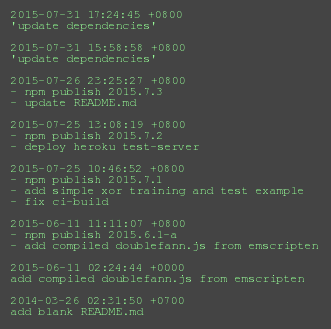 2015-07-31 17:24:45 +0800
'update dependencies'
2015-07-31 15:58:58 +0800
'update dependencies'
2015-07-26 23:25:27 +0800
- npm publish 2015.7.3
- update README.md
2015-07-25 13:08:19 +0800
- npm publish 2015.7.2
- deploy heroku test-server
2015-07-25 10:46:52 +0800
- npm publish 2015.7.1
- add simple xor training and test example
- fix ci-build
2015-06-11 11:11:07 +0800
- npm publish 2015.6.1-a
- add compiled doublefann.js from emscripten
2015-06-11 02:24:44 +0000
add compiled doublefann.js from emscripten
2014-03-26 02:31:50 +0700
add blank README.md